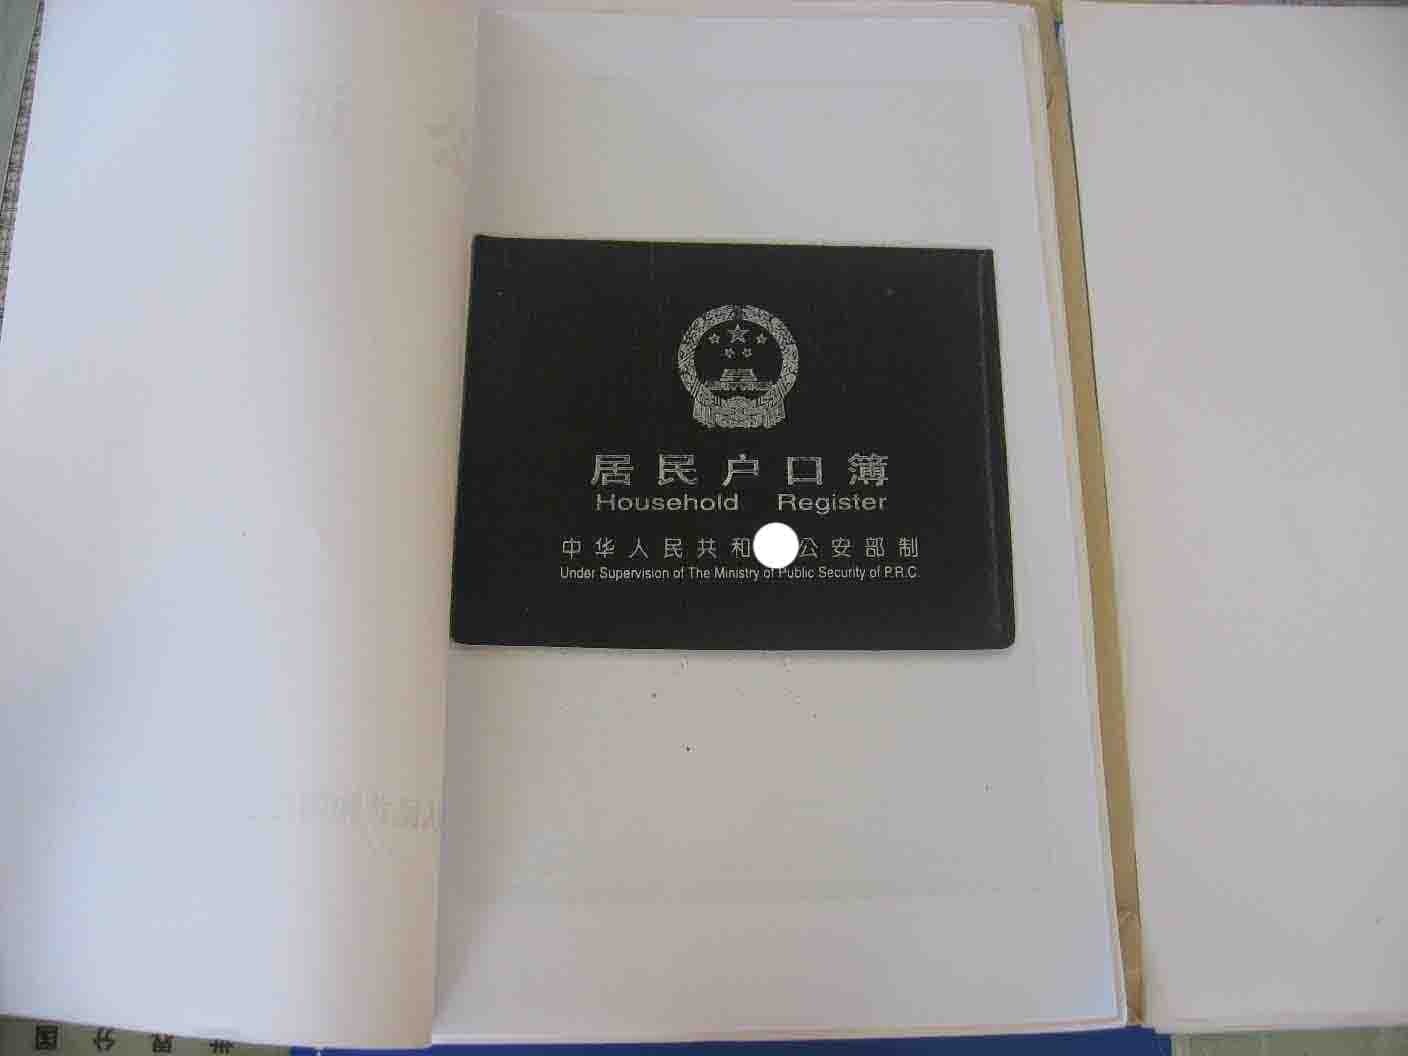 居民户口簿
Household Register
中华人民共和 公安部制
Under Supervision of The Ministry of Public Security of P.R.C.